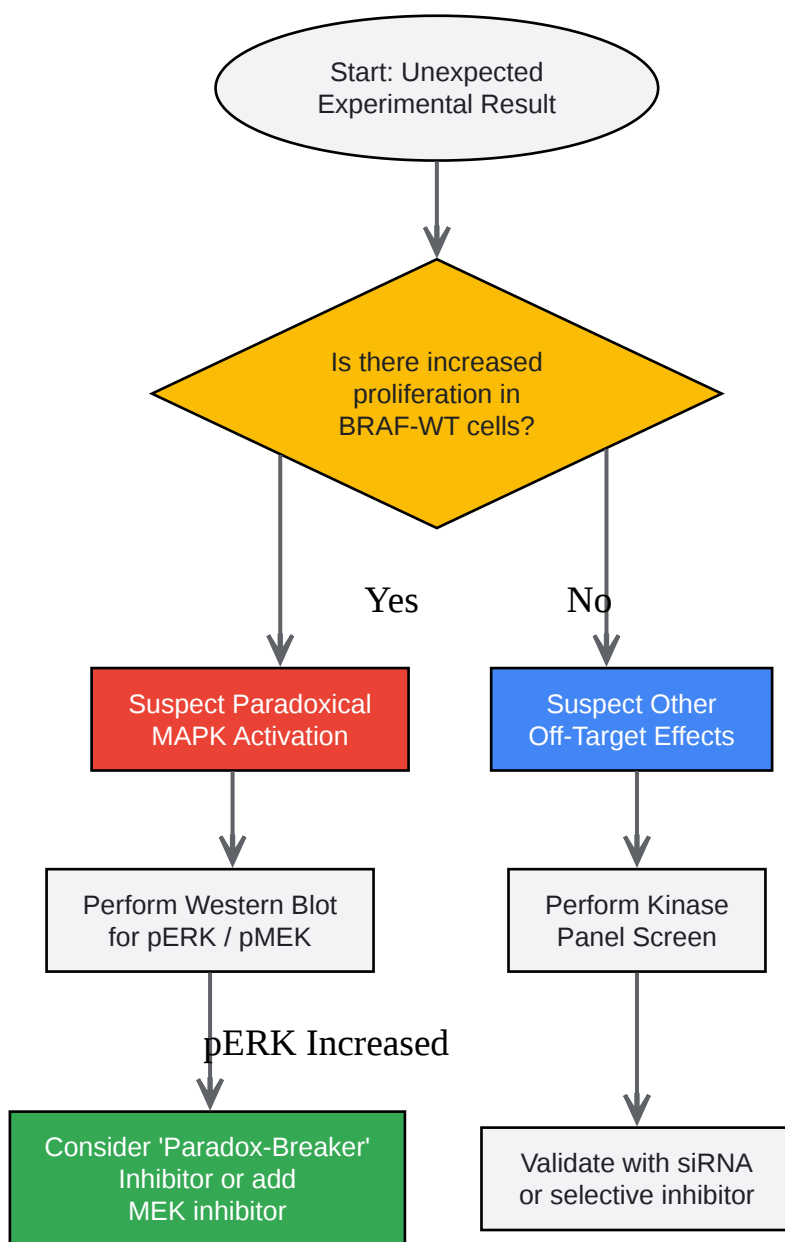 Start: Unexpected
Experimental Result
Is there increased
proliferation in
BRAF-WT cells?
Yes
No
Suspect Paradoxical
MAPK Activation
Suspect Other
Off-Target Effects
Perform Western Blot
for pERK / pMEK
Perform Kinase
Panel Screen
pERK Increased
Consider 'Paradox-Breaker'
Inhibitor or add
MEK inhibitor
Validate with siRNA
or selective inhibitor